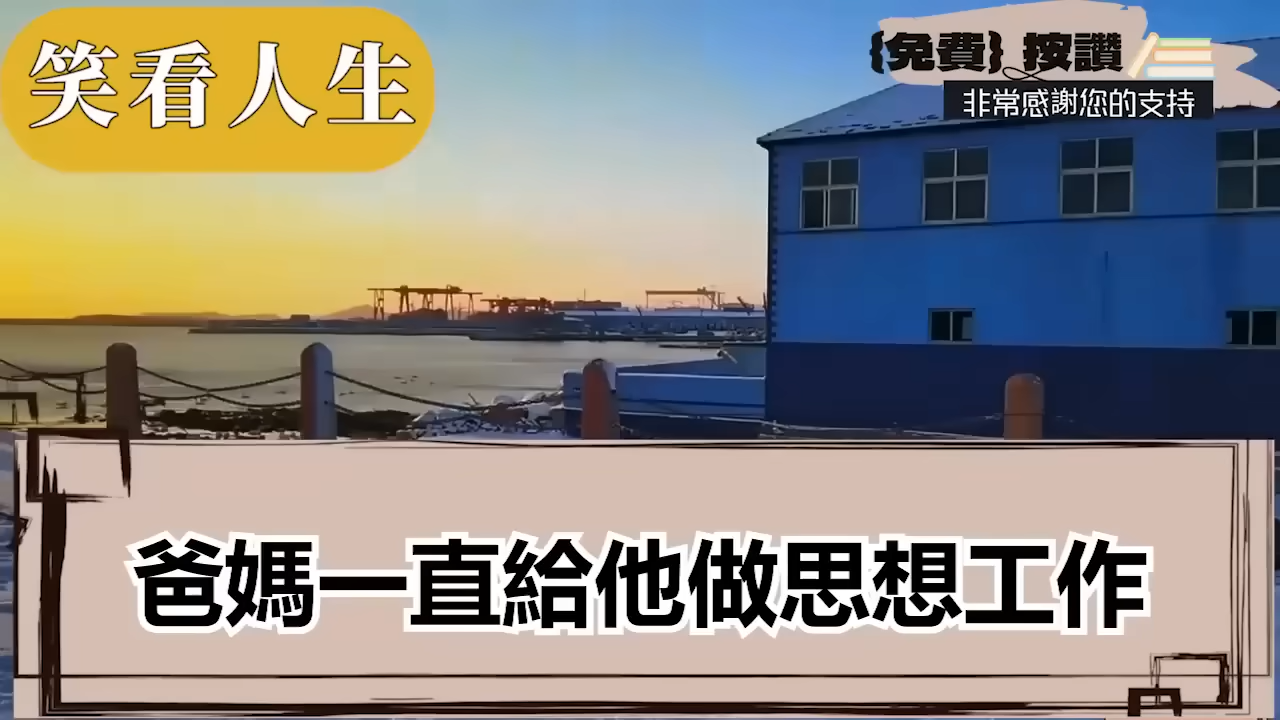 笑看人生
{免費} 按讚
非常感謝您的支持
爸媽一直給他做思想工作